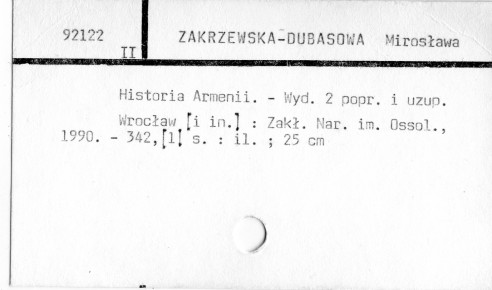 92122 ZAKRZEWSKA-DUBASOWA Mirosława
II
Historia Armenii. - Wyd. 2 popr. i uzup.
Wrocław [i in.] : Zakł. Nar. im. Ossol.,
1990. - 342,[1] s. : il. ; 25 cm